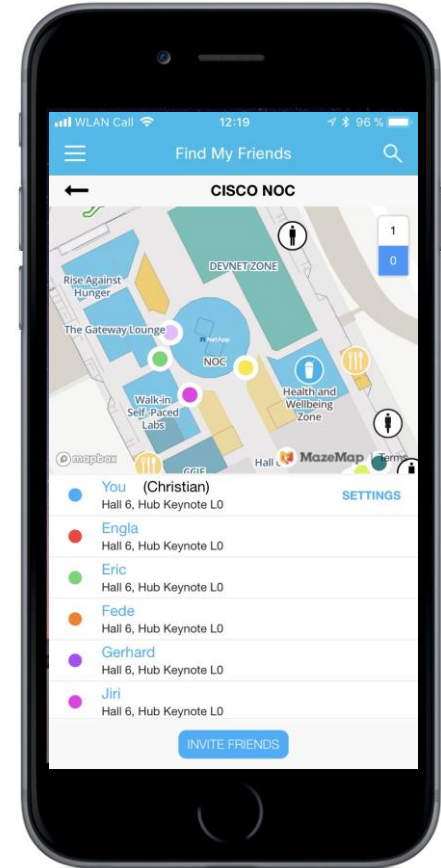 WLAN Call 12:19 96 %
Find My Friends
CISCO NOC
1
0
DEVNET ZONE
Rise Against
Hunger
The Gateway Lounge
NetApp
NOC
Walk-in
Self-Paced
Labs
Health and
Wellbeing
Zone
mapbox
CCIE
Hall
MazeMap
Terms
You (Christian)
SETTINGS
Hall 6, Hub Keynote L0
Engla
Hall 6, Hub Keynote L0
Eric
Hall 6, Hub Keynote L0
Fede
Hall 6, Hub Keynote L0
Gerhard
Hall 6, Hub Keynote L0
Jiri
Hall 6, Hub Keynote L0
INVITE FRIENDS